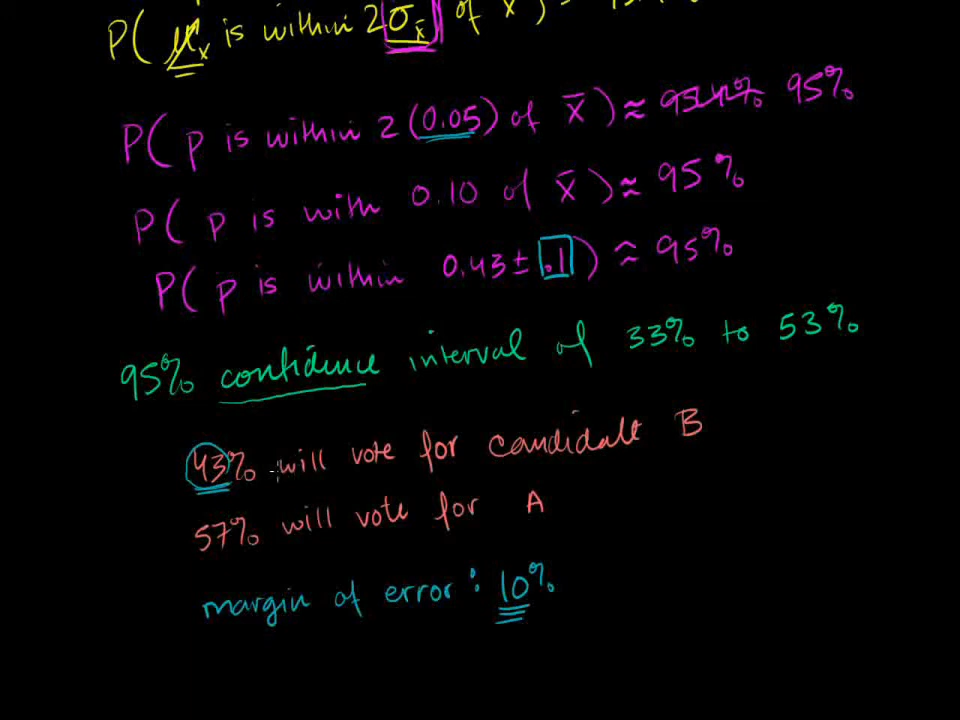 P( μx is within 2σx̄ of x̄ ) =
P( p is within 2 (0.05) of x̄ ) ≈ 95.4% 95%
P( p is with 0.10 of x̄ ) ≈ 95%
P( p is within 0.43 ± .1 ) ≈ 95%
95% confidence interval of 33% to 53%
43% will vote for candidate B
57% will vote for A
margin of error : 10%